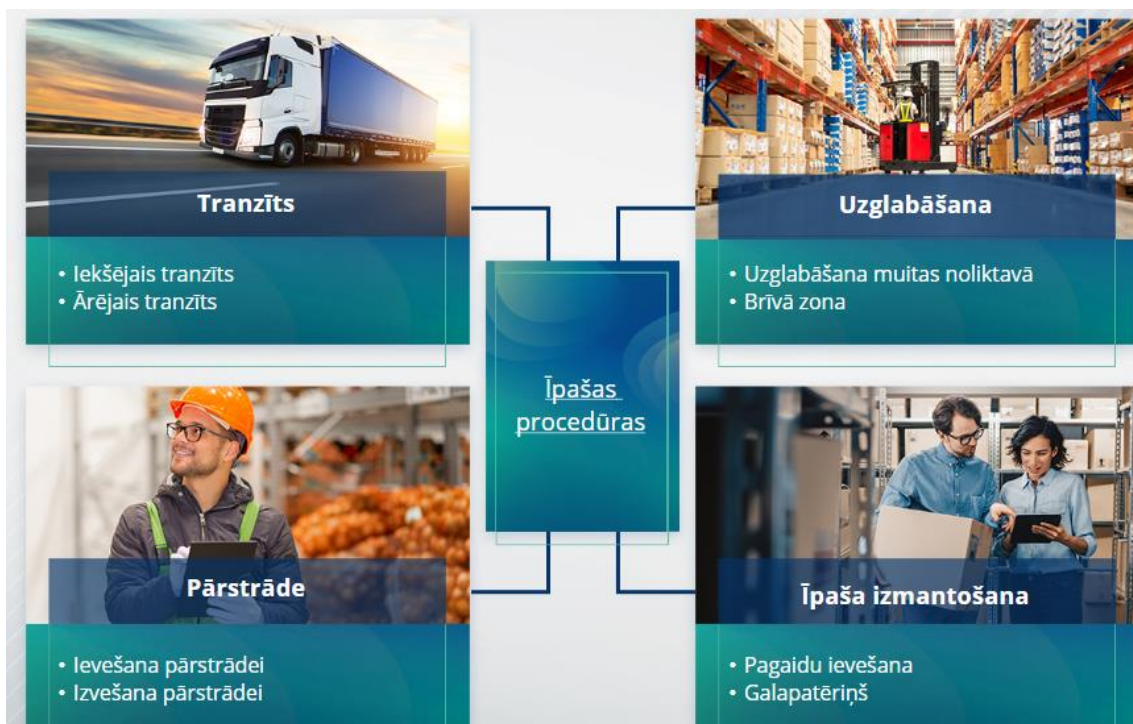 Tranzīts
• Iekšējais tranzīts
• Ārējais tranzīts
Uzglabāšana
• Uzglabāšana muitas noliktavā
• Brīvā zona
Īpašas
procedūras
Pārstrāde
• Ievešana pārstrādei
• Izvešana pārstrādei
Īpaša izmantošana
• Pagaidu ievešana
• Galapatēriņš